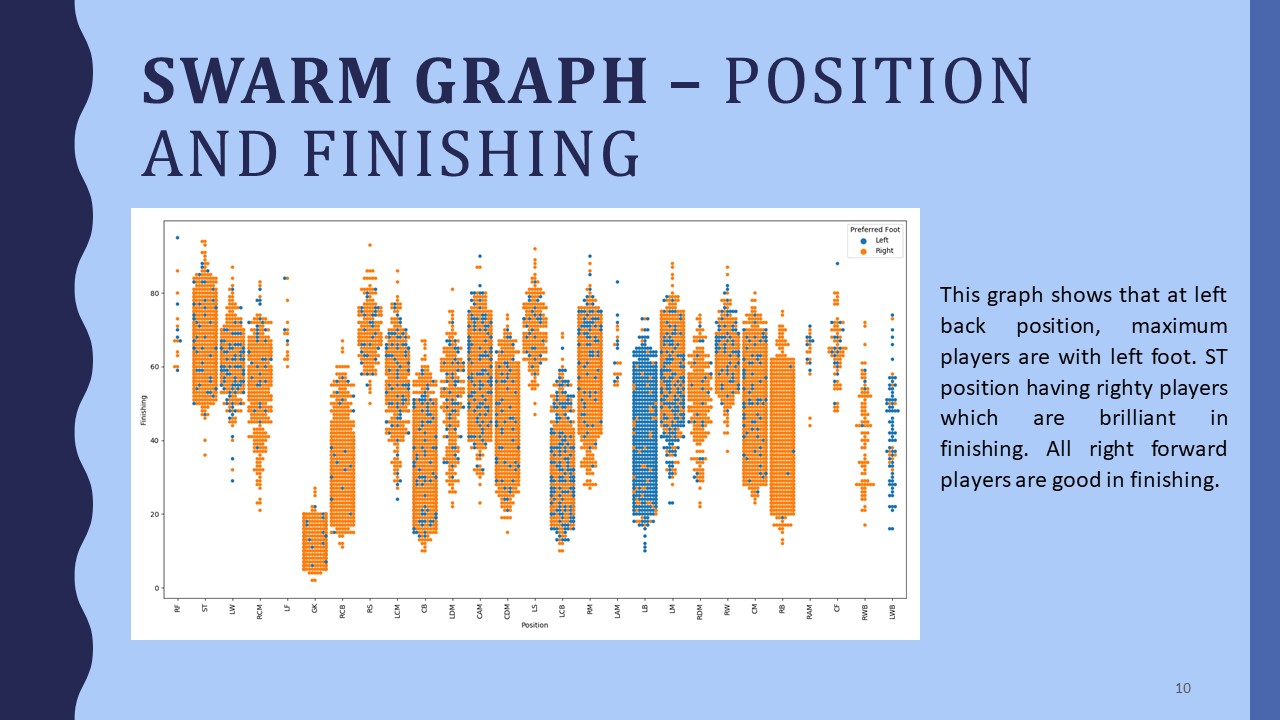 SWARM GRAPH – POSITION
AND FINISHING
Preferred Foot
Left
Right
80
60
40
20
0
Finishing
RF ST LW RCM LF GK RCB RS LCM CB LDM CAM CDM LS LCB RM LAM LB LM RDM RW CM RB RAM CF RWB LWB
Position
This graph shows that at left
back position, maximum
players are with left foot. ST
position having righty players
which are brilliant in
finishing. All right forward
players are good in finishing.
10